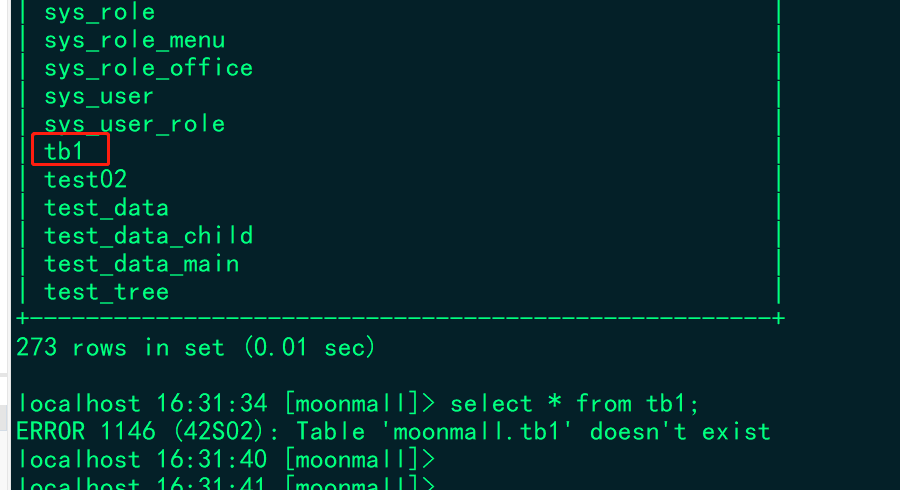 | sys_role |
| sys_role_menu |
| sys_role_office |
| sys_user |
| sys_user_role |
| tb1 |
| test02 |
| test_data |
| test_data_child |
| test_data_main |
| test_tree |
+------------------------------------------------------+
273 rows in set (0.01 sec)
localhost 16:31:34 [moonmall]> select * from tb1;
ERROR 1146 (42S02): Table 'moonmall.tb1' doesn't exist
localhost 16:31:40 [moonmall]>
localhost 16:31:41 [moonmall]>